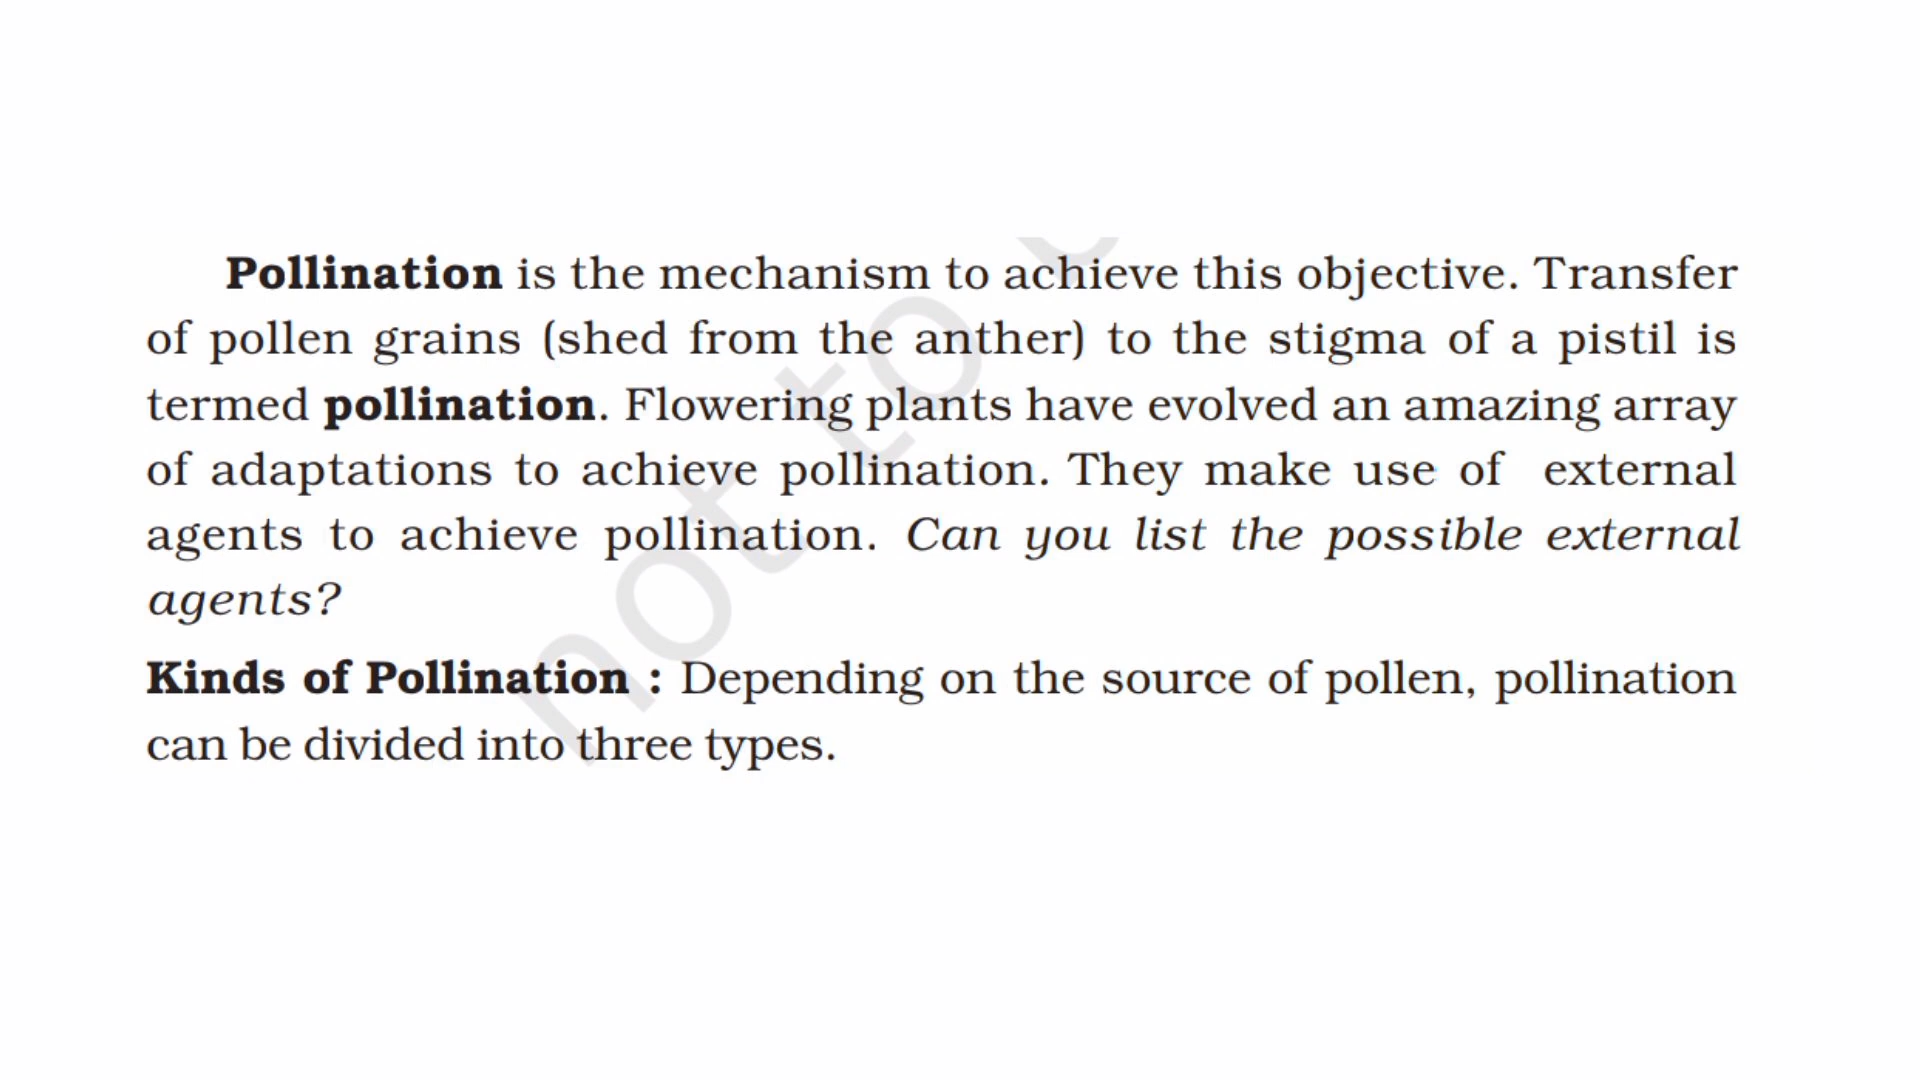 Pollination is the mechanism to achieve this objective. Transfer
of pollen grains (shed from the anther) to the stigma of a pistil is
termed pollination. Flowering plants have evolved an amazing array
of adaptations to achieve pollination. They make use of external
agents to achieve pollination. Can you list the possible external
agents?
Kinds of Pollination : Depending on the source of pollen, pollination
can be divided into three types.
not to